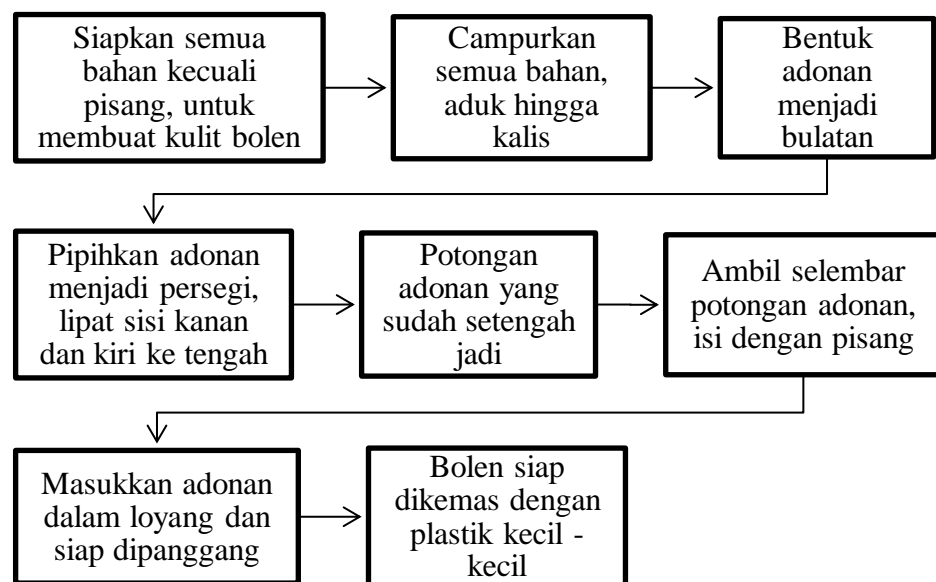 Siapkan semua
bahan kecuali
pisang, untuk
membuat kulit bolen
Campurkan
semua bahan,
aduk hingga
kalis
Bentuk
adonan
menjadi
bulatan
Pipihkan adonan
menjadi persegi,
lipat sisi kanan
dan kiri ke tengah
Potongan
adonan yang
sudah setengah
jadi
Ambil selembar
potongan adonan,
isi dengan pisang
Masukkan adonan
dalam loyang dan
siap dipanggang
Bolen siap
dikemas dengan
plastik kecil -
kecil